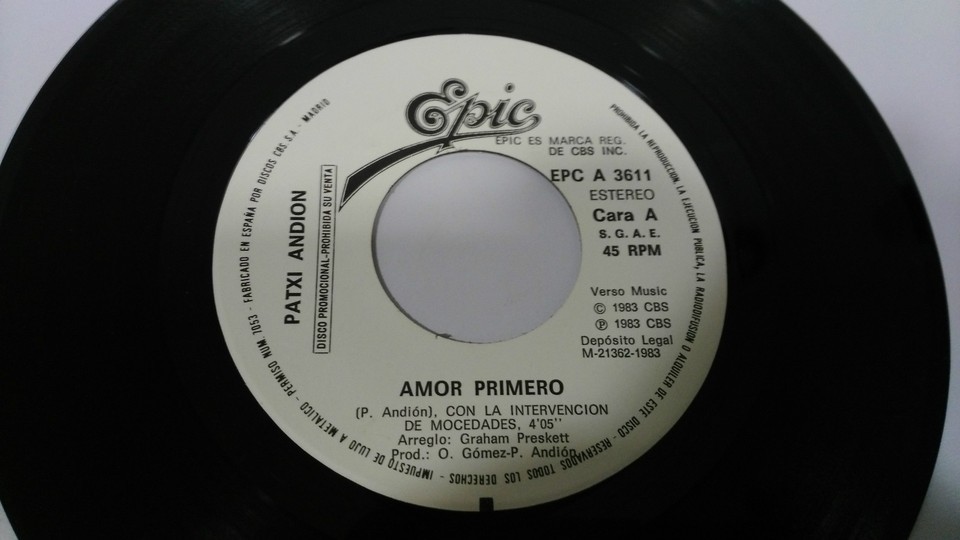 Epic
EPIC ES MARCA REG.
DE CBS INC.
EPC A 3611
ESTEREO
Cara A
S. G. A. E.
45 RPM
Verso Music
© 1983 CBS
℗ 1983 CBS
Depósito Legal
M-21362-1983
PATXI ANDION
DISCO PROMOCIONAL-PROHIBIDA SU VENTA
AMOR PRIMERO
(P. Andión), CON LA INTERVENCION
DE MOCEDADES, 4'05''
Arreglo: Graham Preskett
Prod.: O. Gómez-P. Andión
PROHIBIDA LA REPRODUCCION, LA EJECUCION PUBLICA, LA RADIODIFUSION O ALQUILER DE ESTE DISCO - RESERVADOS TODOS LOS DERECHOS - IMPUESTO DE LUJO A METALICO - PERMISO NUM 7053 - FABRICADO EN ESPAÑA POR DISCOS CBS S.A. - MADRID